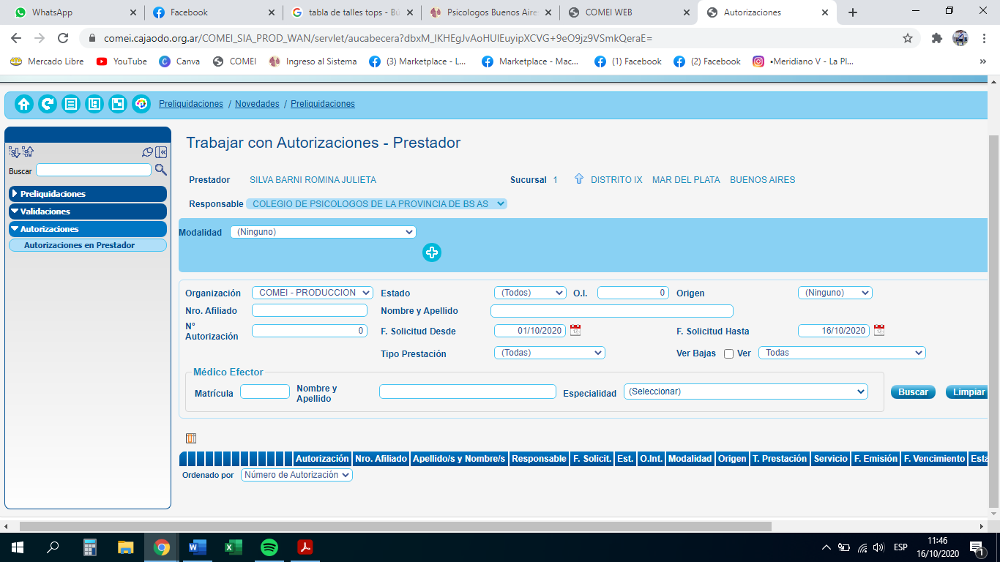 WhatsApp
Facebook
tabla de talles tops - Bú
Psicologos Buenos Aire
COMEI WEB
Autorizaciones
comei.cajaodo.org.ar/COMEI_SIA_PROD_WAN/servlet/aucabecera?dbxM_IKHEgJvAoHUIEuyipXCVG+9eO9jz9VSmkQeraE=
Mercado Libre YouTube Canva COMEI Ingreso al Sistema (3) Marketplace - L... Marketplace - Mac... (1) Facebook (2) Facebook •Meridiano V - La Pl... »
Preliquidaciones / Novedades / Preliquidaciones
Buscar
Preliquidaciones
Validaciones
Autorizaciones
Autorizaciones en Prestador
Trabajar con Autorizaciones - Prestador
Prestador SILVA BARNI ROMINA JULIETA Sucursal 1 DISTRITO IX MAR DEL PLATA BUENOS AIRES
Responsable COLEGIO DE PSICOLOGOS DE LA PROVINCIA DE BS AS
Modalidad (Ninguno)
Organización COMEI - PRODUCCION Estado (Todos) O.I. 0 Origen (Ninguno)
Nro. Afiliado Nombre y Apellido
N° Autorización 0 F. Solicitud Desde 01/10/2020 F. Solicitud Hasta 16/10/2020
Tipo Prestación (Todas) Ver Bajas Ver Todas
Médico Efector
Matrícula Nombre y Apellido Especialidad (Seleccionar) Buscar Limpiar
Autorización Nro. Afiliado Apellido/s y Nombre/s Responsable F. Solicit. Est. O.Int. Modalidad Origen T. Prestación Servicio F. Emisión F. Vencimiento Esta
Ordenado por Número de Autorización
ESP
11:46
16/10/2020
1